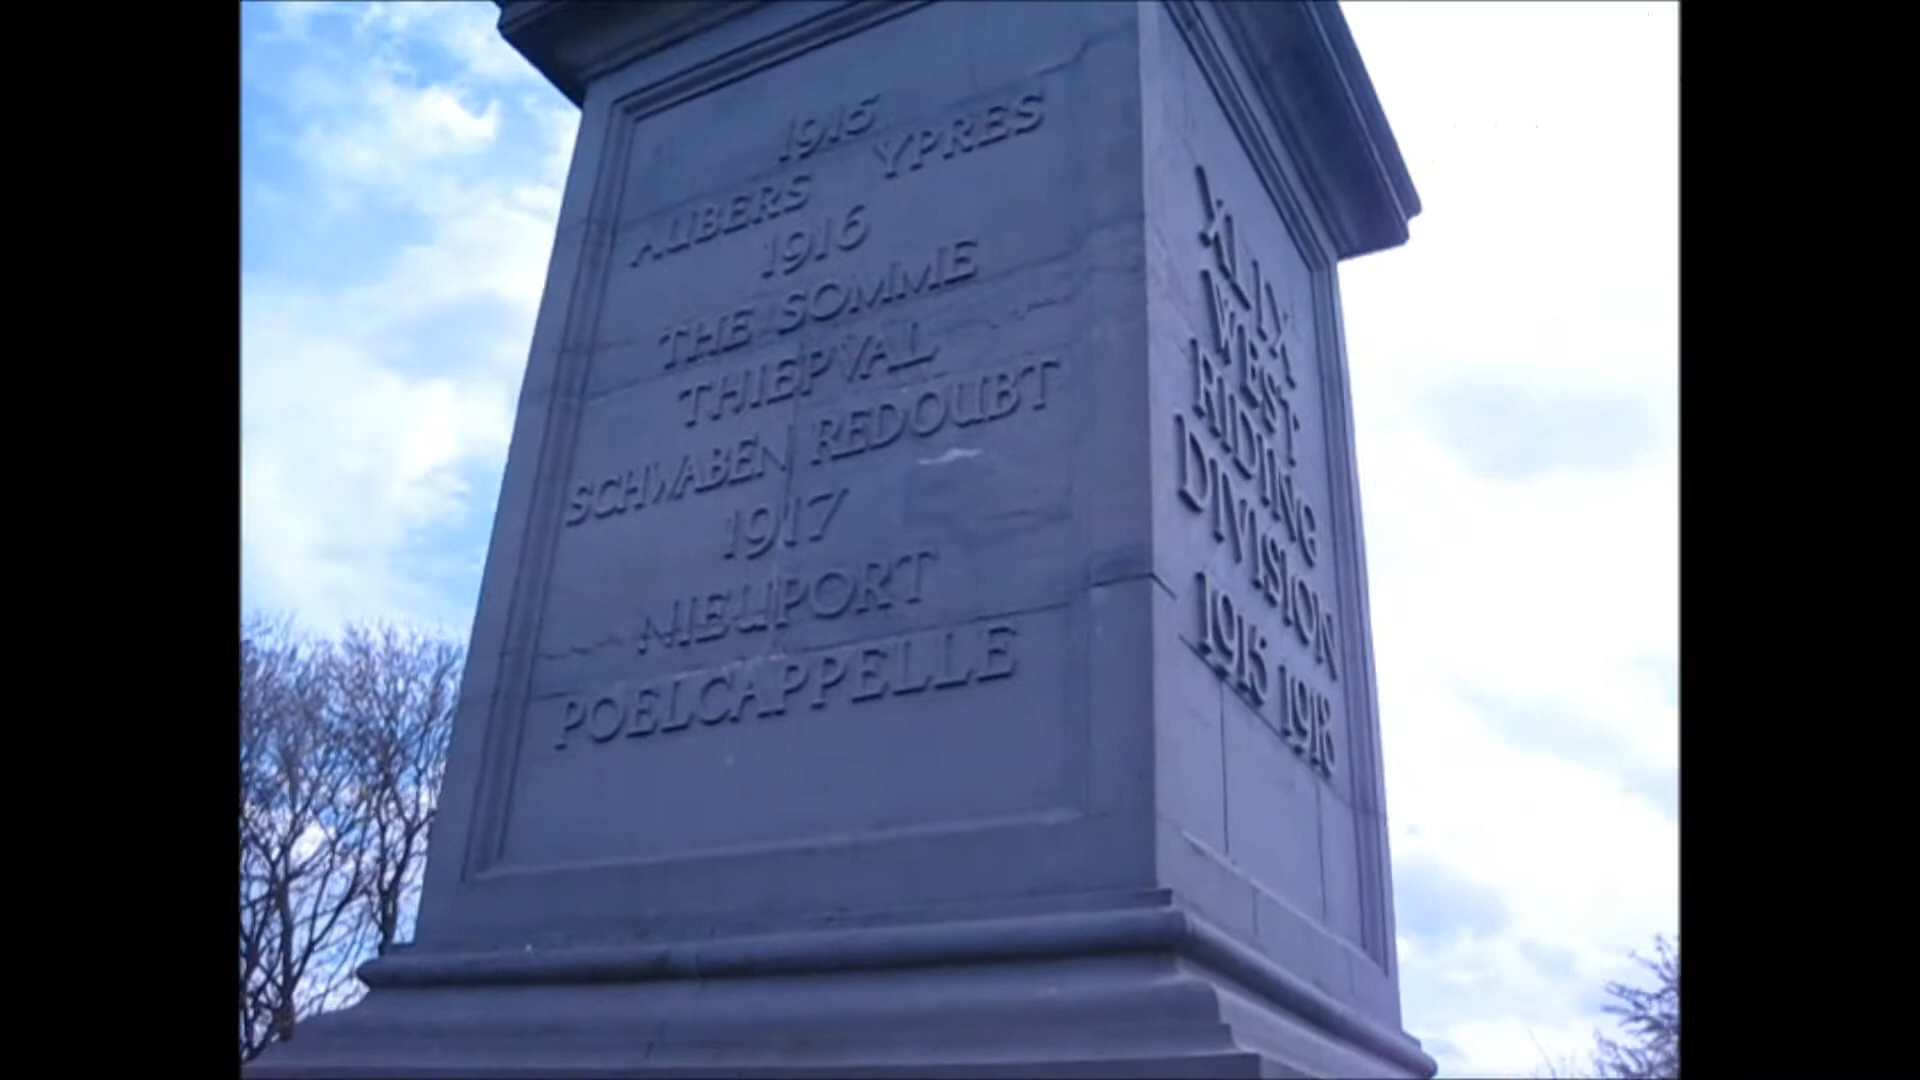 1915
AUBERS YPRES
1916
THE SOMME
THIEPVAL
SCHWABEN REDOUBT
1917
NIEUPORT
POELCAPPELLE
XLIX
WEST
RIDING
DIVISION
1915 1918